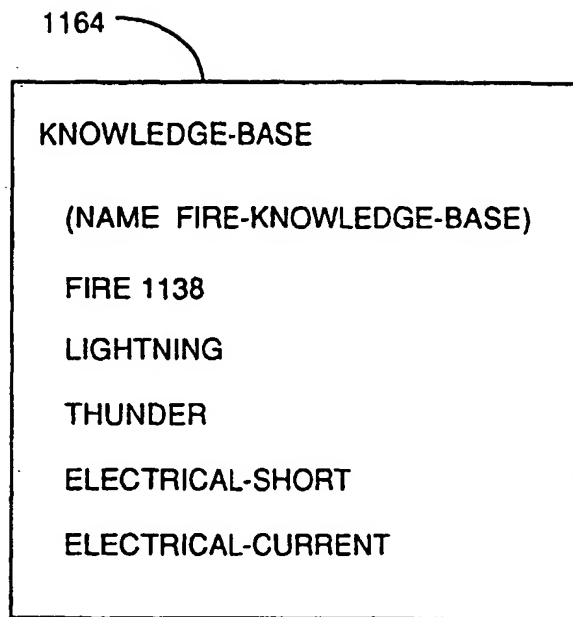 1164
KNOWLEDGE-BASE
(NAME FIRE-KNOWLEDGE-BASE)
FIRE 1138
LIGHTNING
THUNDER
ELECTRICAL-SHORT
ELECTRICAL-CURRENT